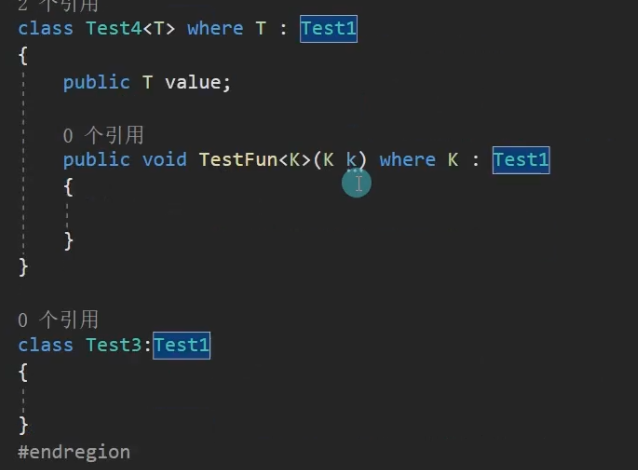 2 个引用
class Test4<T> where T : Test1
{
public T value;
0 个引用
public void TestFun<K>(K k) where K : Test1
{
}
}
0 个引用
class Test3:Test1
{
}
#endregion